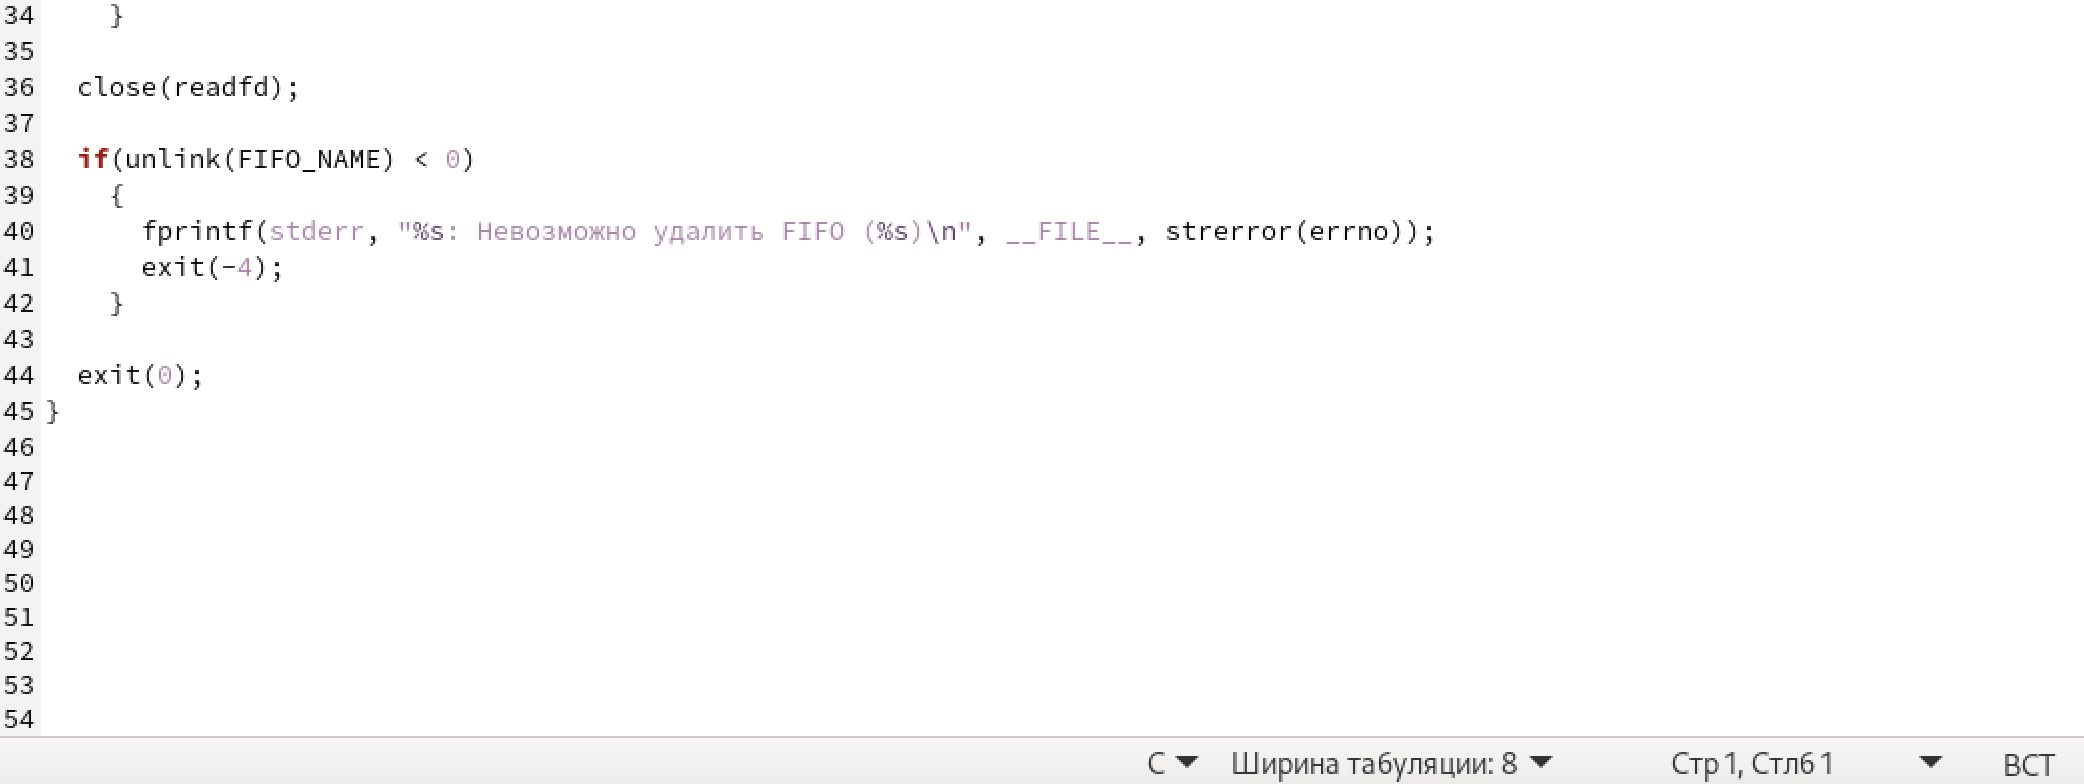 34     }
35
36   close(readfd);
37
38   if(unlink(FIFO_NAME) < 0)
39     {
40       fprintf(stderr, "%s: Невозможно удалить FIFO (%s)\n", __FILE__, strerror(errno));
41       exit(-4);
42     }
43
44   exit(0);
45 }
46
47
48
49
50
51
52
53
54
C Ширина табуляции: 8 Стр 1, Стлб 1 ВСТ